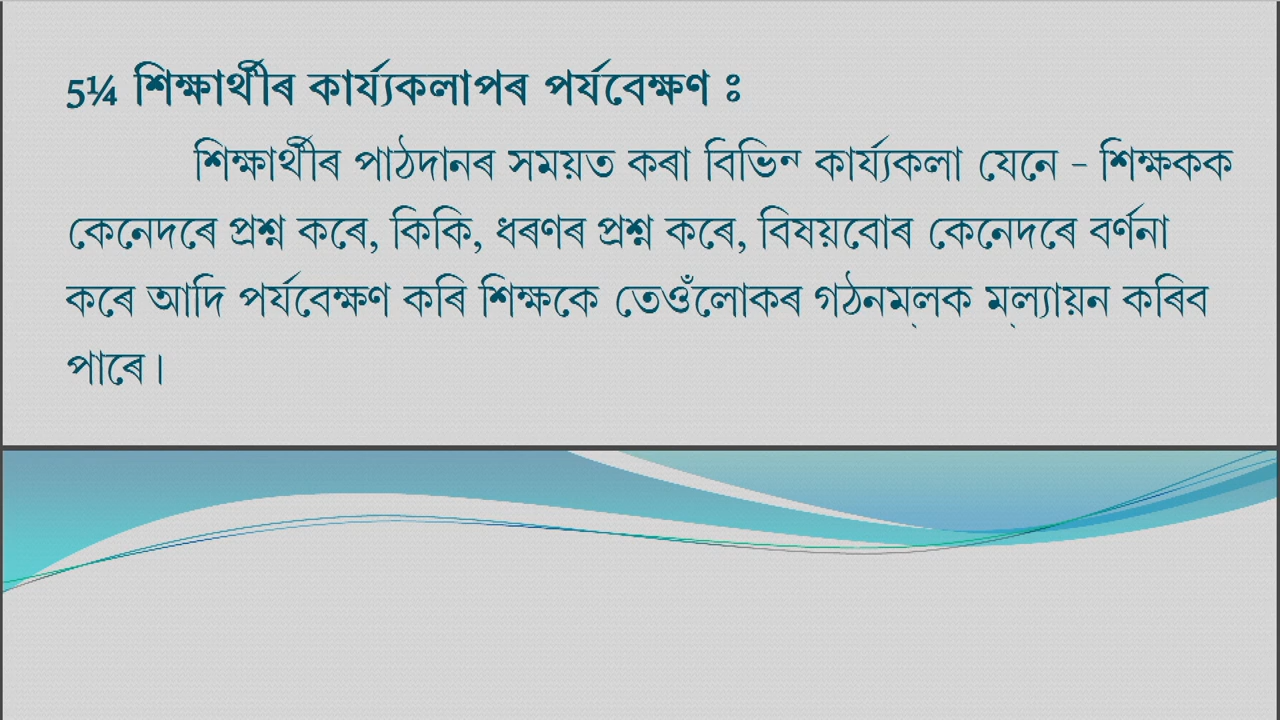 5¼ শিক্ষাৰ্থীৰ কাৰ্য্যকলাপৰ পৰ্যবেক্ষণ ঃ
শিক্ষাৰ্থীৰ পাঠদানৰ সময়ত কৰা বিভিন্ন কাৰ্য্যকলা যেনে – শিক্ষকক
কেনেদৰে প্ৰশ্ন কৰে, কিকি, ধৰণৰ প্ৰশ্ন কৰে, বিষয়বোৰ কেনেদৰে বৰ্ণনা
কৰে আদি পৰ্যবেক্ষণ কৰি শিক্ষকে তেওঁলোকৰ গঠনমূলক মূল্যায়ন কৰিব
পাৰে।